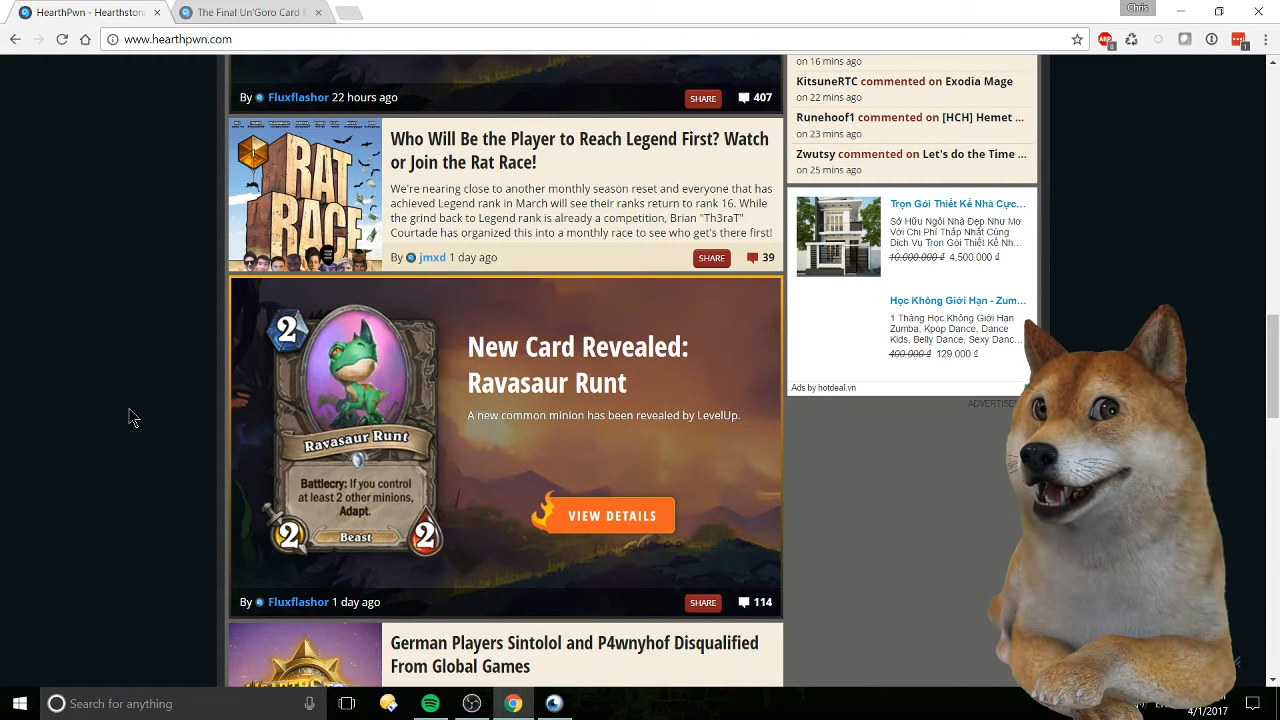 HearthPwn - Hearthston
The Final Un'Goro Card R
Chris
www.hearthpwn.com
8
1
By Fluxflashor 22 hours ago
SHARE
407
RAT RACE
Who Will Be the Player to Reach Legend First? Watch
or Join the Rat Race!
We're nearing close to another monthly season reset and everyone that has
achieved Legend rank in March will see their ranks return to rank 16. While
the grind back to Legend rank is already a competition, Brian "Th3raT"
Courtade has organized this into a monthly race to see who get's there first!
By jmxd 1 day ago
SHARE
39
2
Ravasaur Runt
Battlecry: If you control
at least 2 other minions,
Adapt.
2
Beast
2
New Card Revealed:
Ravasaur Runt
A new common minion has been revealed by LevelUp.
VIEW DETAILS
By Fluxflashor 1 day ago
SHARE
114
German Players Sintolol and P4wnyhof Disqualified
From Global Games
on 16 mins ago
KitsuneRTC commented on Exodia Mage
on 22 mins ago
Runehoof1 commented on [HCH] Hemet ...
on 23 mins ago
Zwutsy commented on Let's do the Time ...
on 25 mins ago
Trọn Gói Thiết Kế Nhà Cực...
Sở Hữu Ngôi Nhà Đẹp Như Mơ
Với Chi Phí Thấp Nhất Cùng
Dịch Vụ Trọn Gói Thiết Kế Nh...
10.000.000 ₫ 4.500.000 ₫
Học Không Giới Hạn - Zum...
1 Tháng Học Không Giới Hạn
Zumba, Kpop Dance, Dance
Kids, Belly Dance, Sexy Danc...
400.000 ₫ 129.000 ₫
Ads by hotdeal.vn
ADVERTISE
Search for anything
4/1/2017